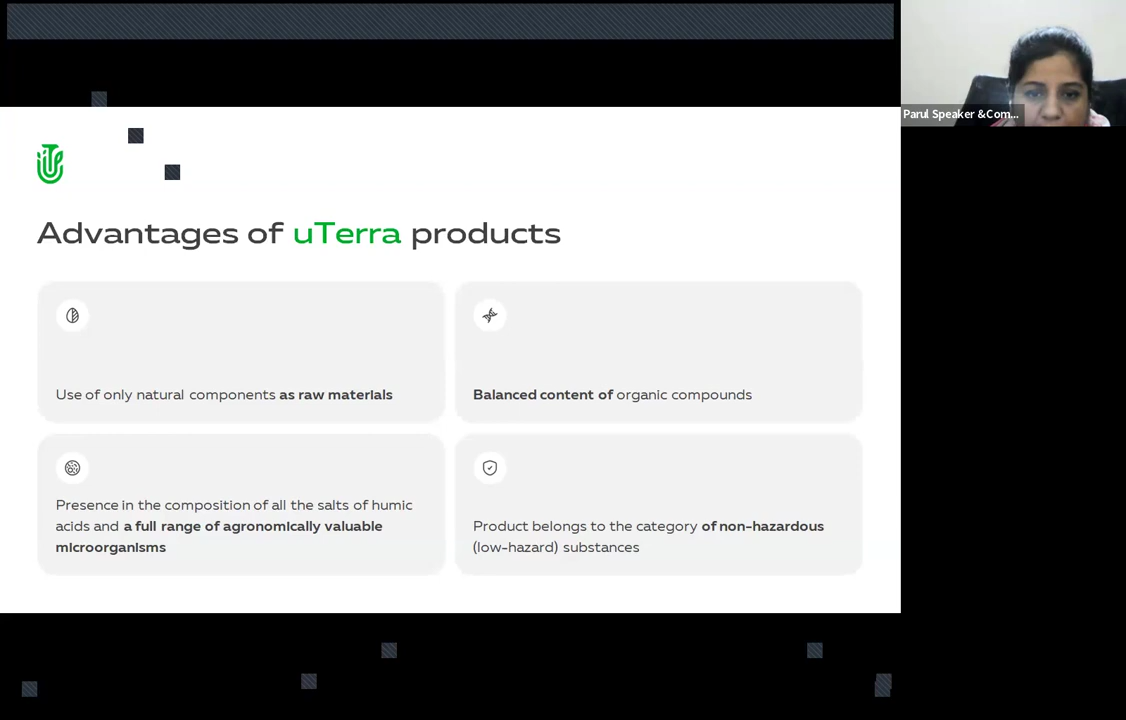 Parul Speaker &Com...
Advantages of uTerra products
Use of only natural components as raw materials
Balanced content of organic compounds
Presence in the composition of all the salts of humic
acids and a full range of agronomically valuable
microorganisms
Product belongs to the category of non-hazardous
(low-hazard) substances